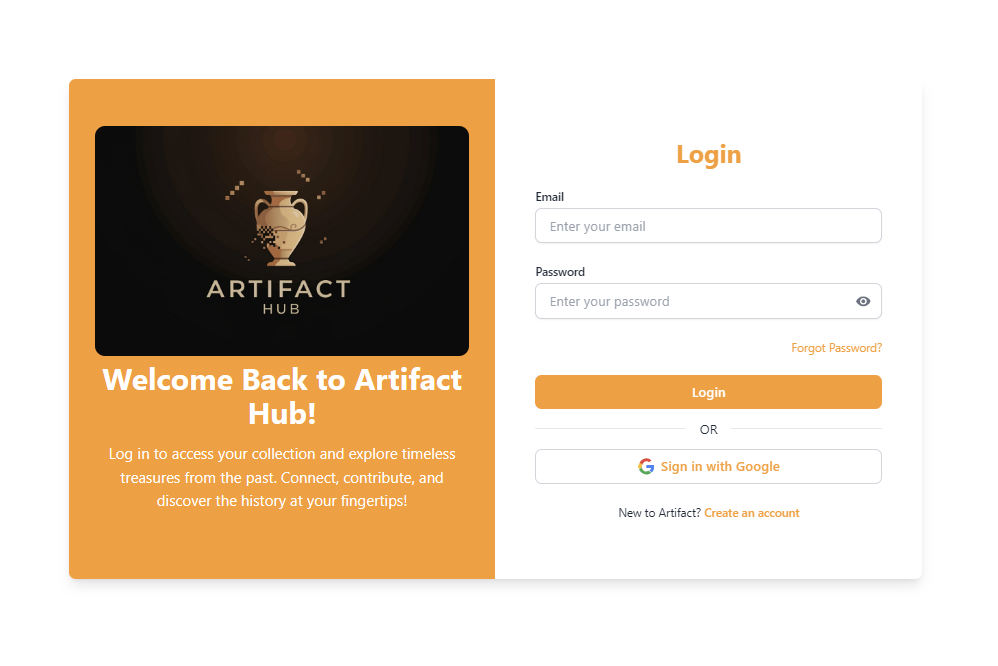 ARTIFACT
HUB
Welcome Back to Artifact
Hub!
Log in to access your collection and explore timeless
treasures from the past. Connect, contribute, and
discover the history at your fingertips!
Login
Email
Enter your email
Password
Enter your password
Forgot Password?
Login
OR
Sign in with Google
New to Artifact? Create an account